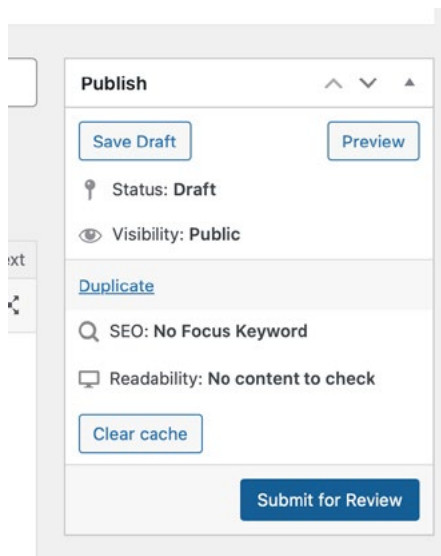 Publish
Save Draft Preview
Status: Draft
Visibility: Public
ext
Duplicate
SEO: No Focus Keyword
Readability: No content to check
Clear cache
Submit for Review